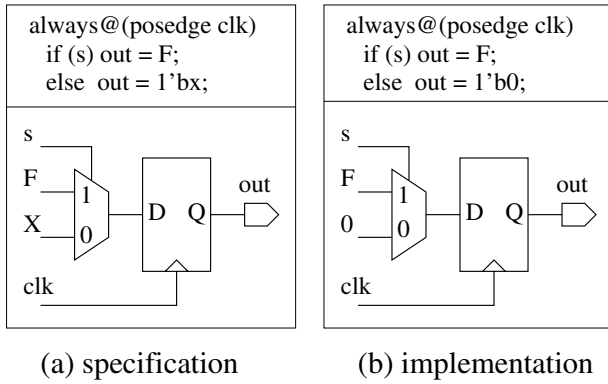 always@(posedge clk)
if (s) out = F;
else out = 1'bx;
s
F
1
X
0
D Q
out
clk
(a) specification
always@(posedge clk)
if (s) out = F;
else out = 1'b0;
s
F
1
0
0
D Q
out
clk
(b) implementation